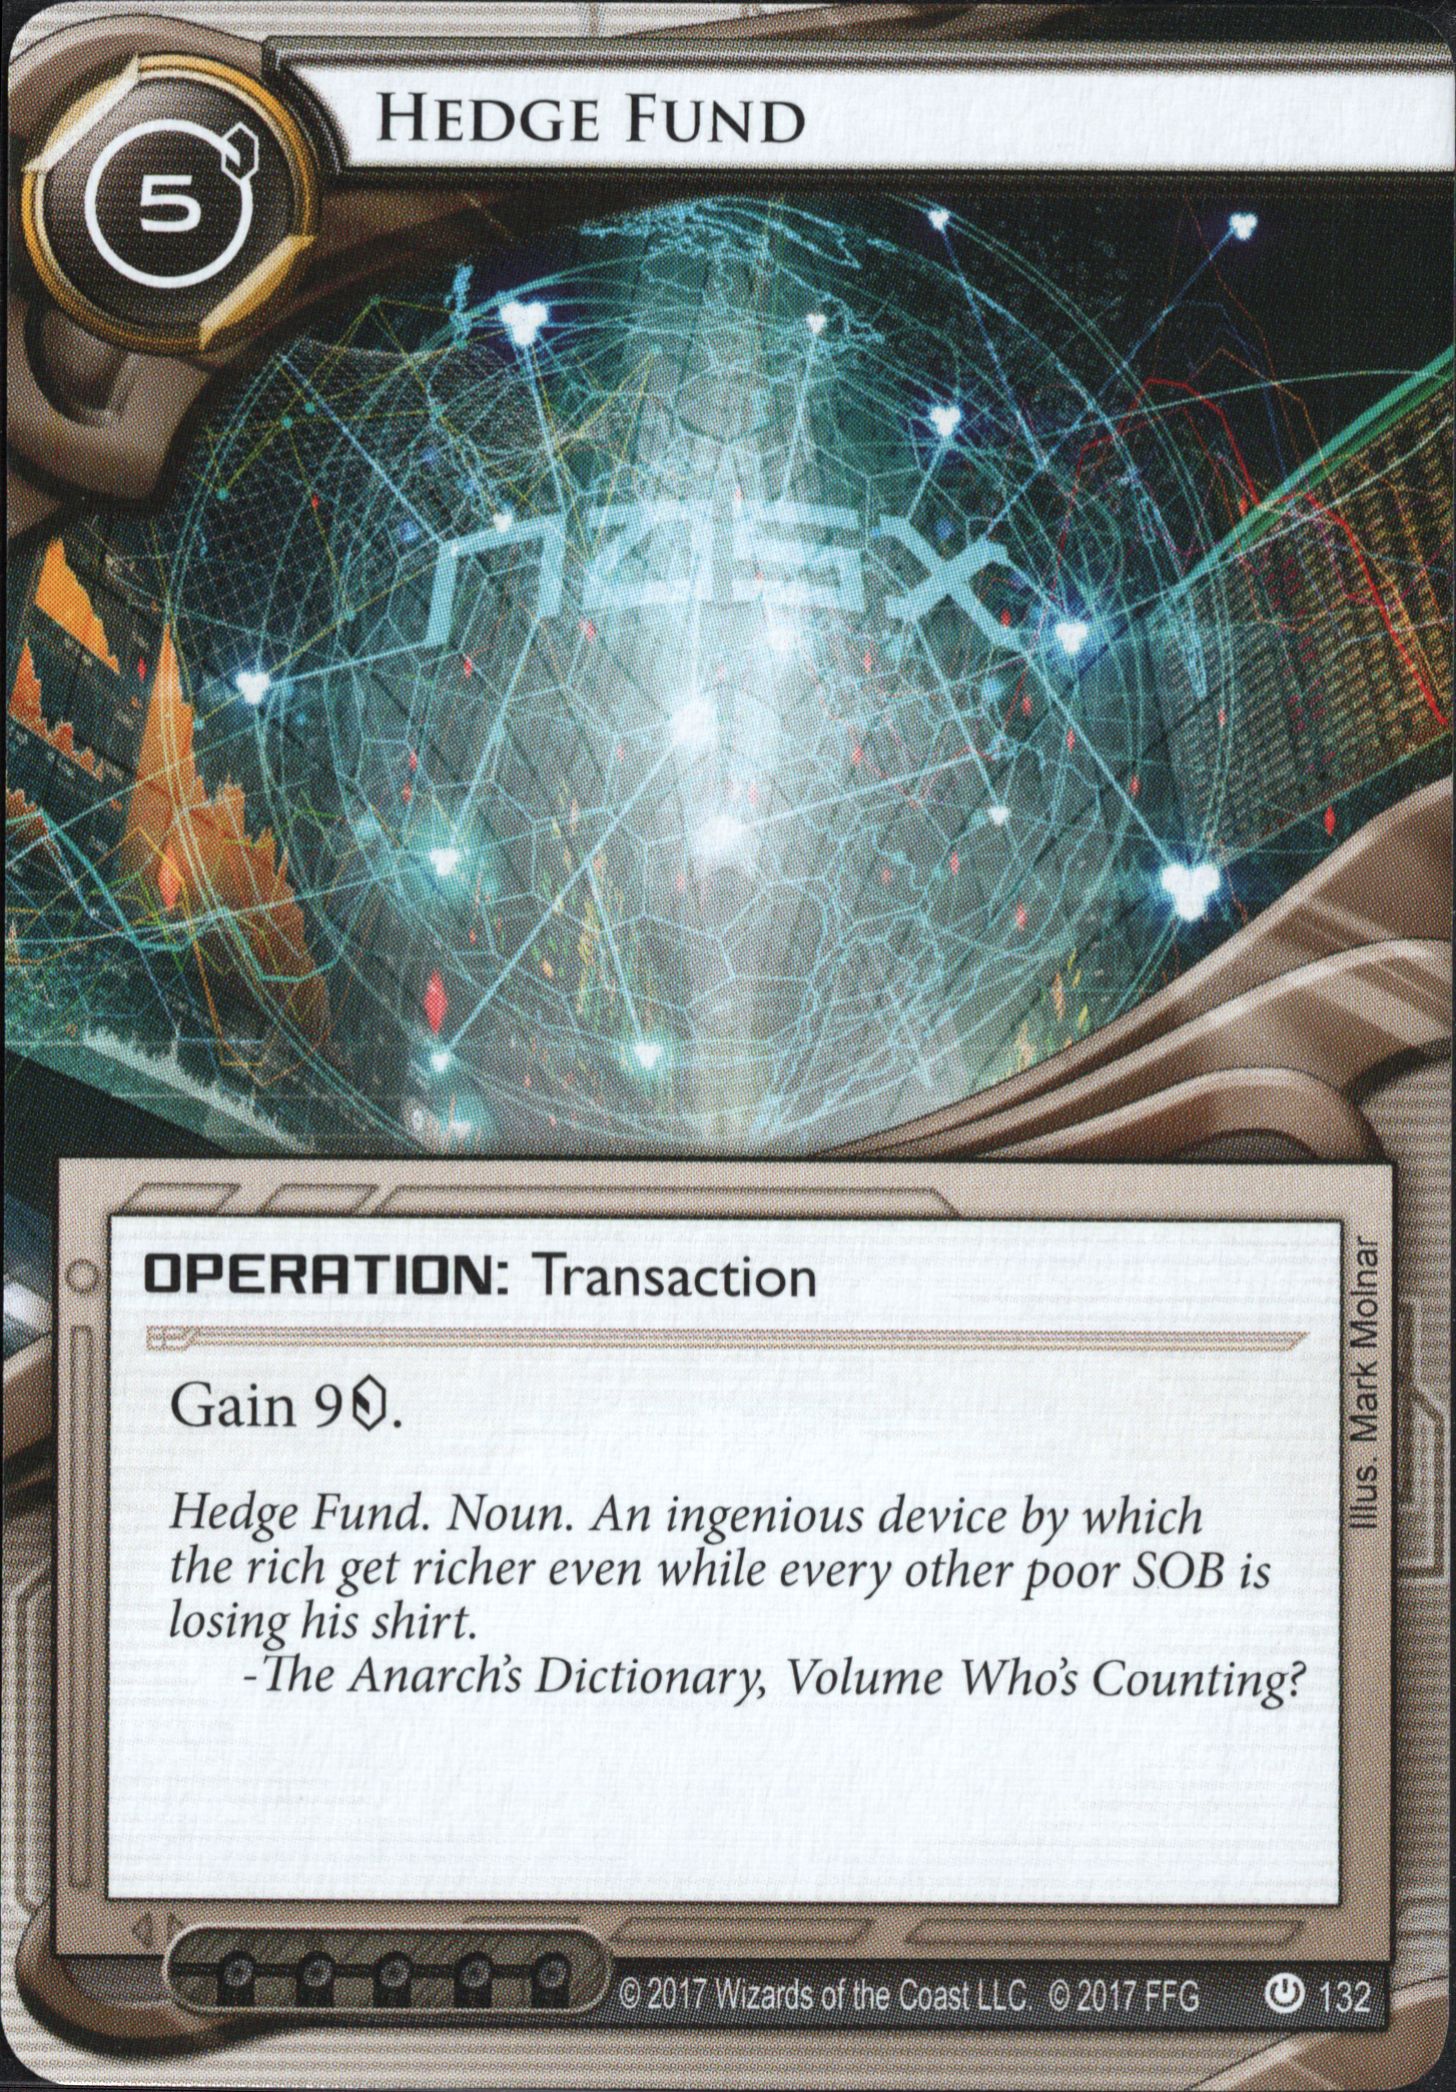 HEDGE FUND
5
NASX
OPERATION: Transaction
Gain 9.
Hedge Fund. Noun. An ingenious device by which
the rich get richer even while every other poor SOB is
losing his shirt.
-The Anarch's Dictionary, Volume Who's Counting?
Illus. Mark Molnar
© 2017 Wizards of the Coast LLC. © 2017 FFG
132